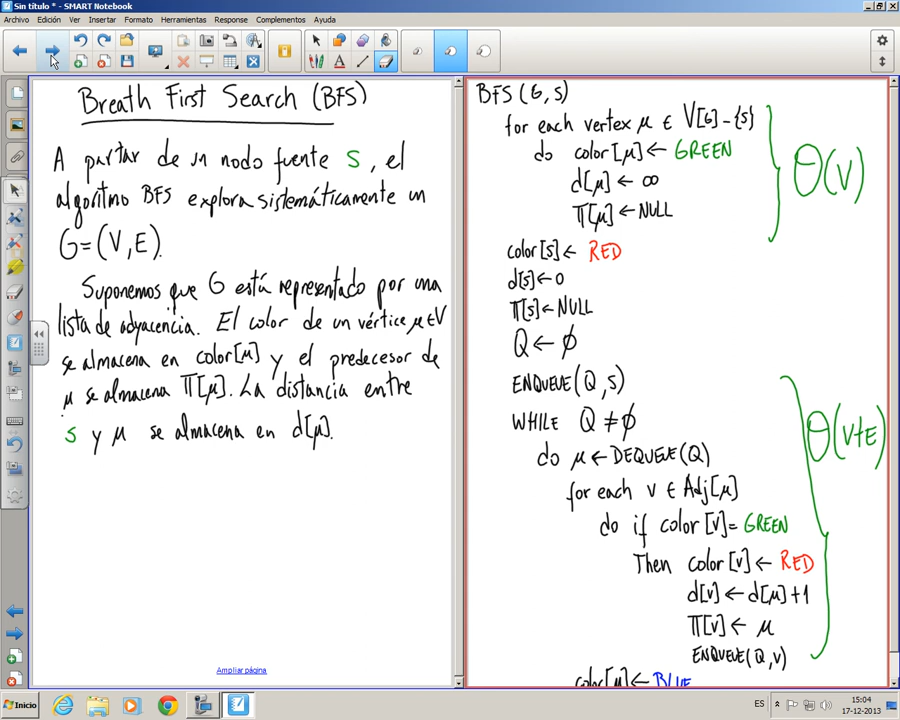 Sin título * - SMART Notebook
Archivo Edición Ver Insertar Formato Herramientas Response Complementos Ayuda
Breath First Search (BFS)
A partar de un nodo fuente S, el
algoritmo BFS explora sistemáticamente un
G=(V,E).
Suponemos que G está representado por una
lista de adyacencia. El color de un vértice μ∈V
se almacena en color[μ] y el predecesor de
μ se almacena π[μ]. La distancia entre
s y μ se almacena en d[μ].
Ampliar página
BFS (G,s)
for each vertex μ ∈ V[G]-{s}
do color[μ] ← GREEN
d[μ] ← ∞
π[μ] ← NULL
Θ(V)
color[s] ← RED
d[s] ← 0
π[s] ← NULL
Q ← ∅
ENQUEUE(Q,s)
WHILE Q ≠ ∅
do μ ← DEQUEUE(Q)
for each v ∈ Adj[μ]
do if color[v] = GREEN
Then color[v] ← RED
d[v] ← d[μ]+1
π[v] ← μ
ENQUEUE(Q,v)
Θ(V+E)
color[μ] ← BLUE
Inicio
ES
15:04
17-12-2013